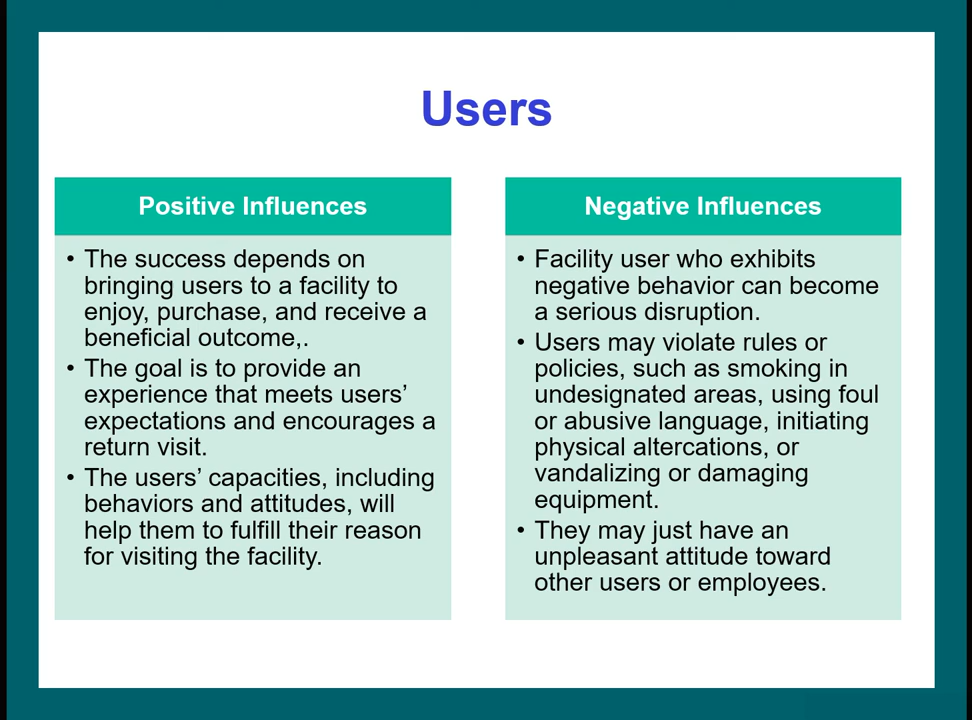 Users
Positive Influences
• The success depends on
bringing users to a facility to
enjoy, purchase, and receive a
beneficial outcome,.
• The goal is to provide an
experience that meets users’
expectations and encourages a
return visit.
• The users’ capacities, including
behaviors and attitudes, will
help them to fulfill their reason
for visiting the facility.
Negative Influences
• Facility user who exhibits
negative behavior can become
a serious disruption.
• Users may violate rules or
policies, such as smoking in
undesignated areas, using foul
or abusive language, initiating
physical altercations, or
vandalizing or damaging
equipment.
• They may just have an
unpleasant attitude toward
other users or employees.